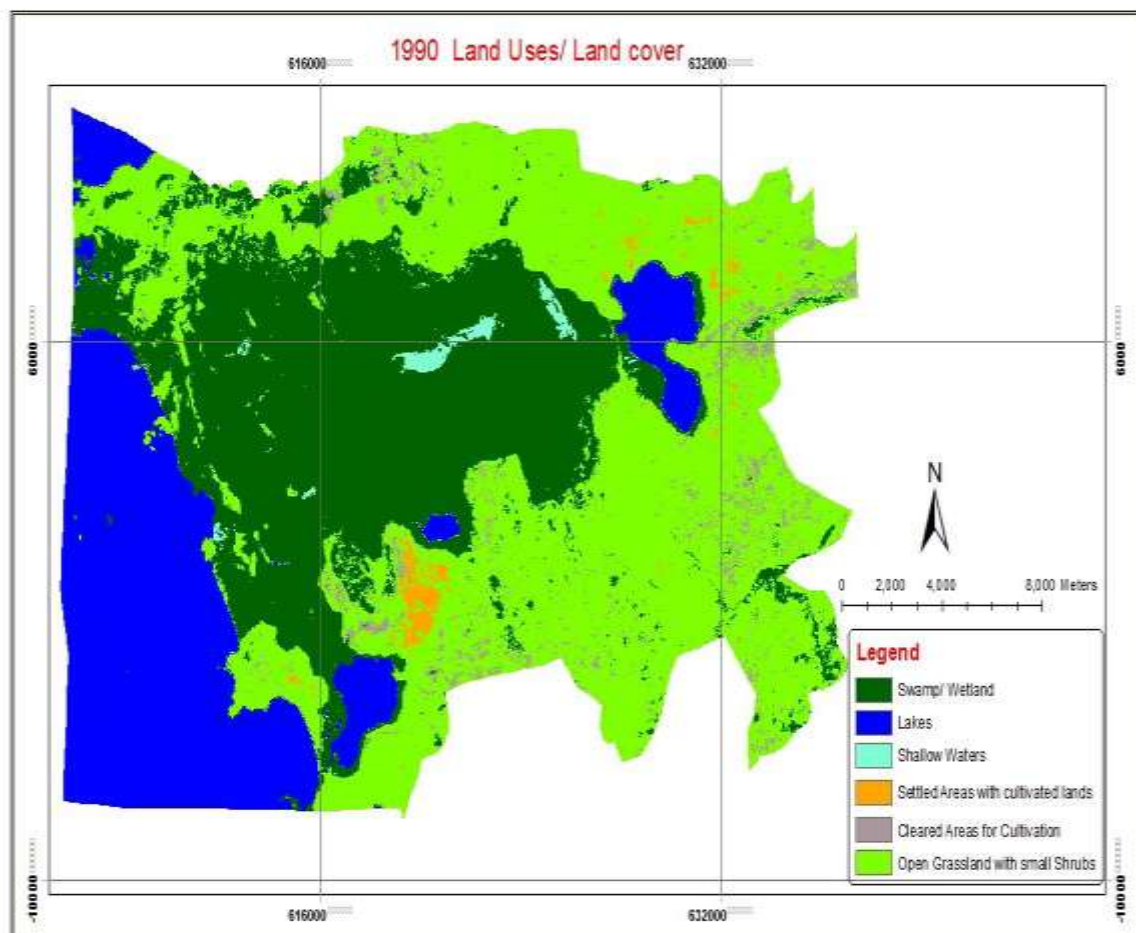 1990 Land Uses/ Land cover
616000
632000
6000
6000
N
0 2,000 4,000 8,000 Meters
Legend
Swamp/ Wetland
Lakes
Shallow Waters
Settled Areas with cultivated lands
Cleared Areas for Cultivation
Open Grassland with small Shrubs
-10000
-10000
616000
632000